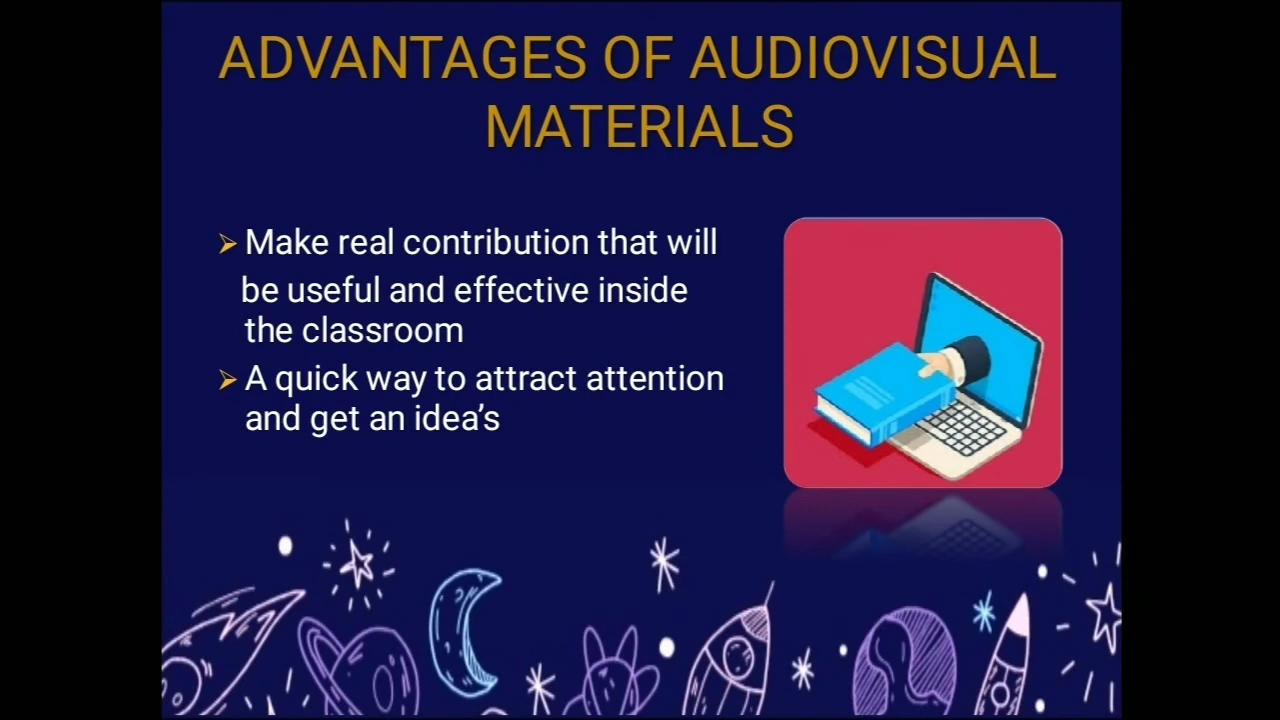 ADVANTAGES OF AUDIOVISUAL
MATERIALS
Make real contribution that will
be useful and effective inside
the classroom
A quick way to attract attention
and get an idea's